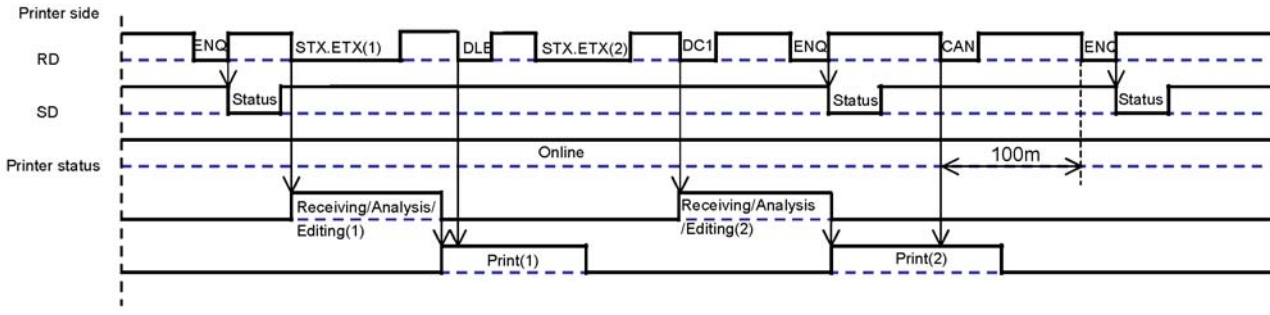 Printer side
RD
ENQ
STX.ETX(1)
DLE
STX.ETX(2)
DC1
ENQ
CAN
ENQ
SD
Status
Status
Status
Printer status
Online
100m
Receiving/Analysis/
Editing(1)
Receiving/Analysis
/Editing(2)
Print(1)
Print(2)